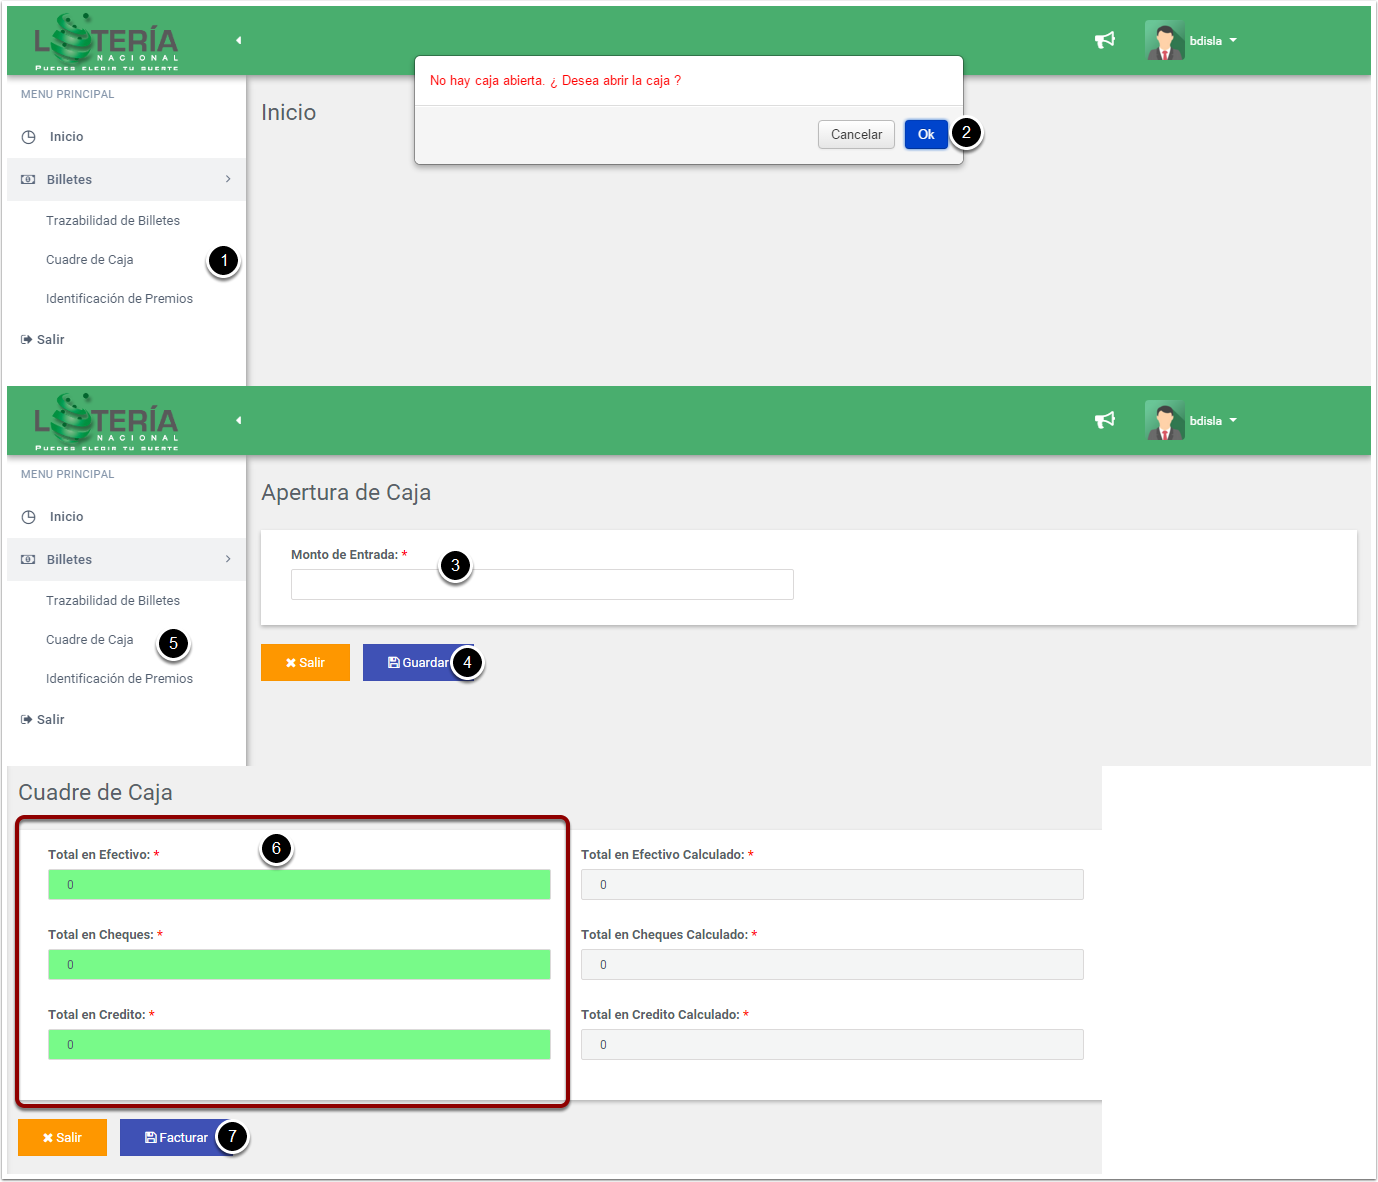 LOTERÍA
NACIONAL
PUEDES ELEGIR TU SUERTE
bdisla
No hay caja abierta. ¿ Desea abrir la caja ?
Cancelar
Ok
2
MENU PRINCIPAL
Inicio
Inicio
Billetes
Trazabilidad de Billetes
Cuadre de Caja
1
Identificación de Premios
Salir
LOTERÍA
NACIONAL
PUEDES ELEGIR TU SUERTE
bdisla
MENU PRINCIPAL
Inicio
Billetes
Trazabilidad de Billetes
Cuadre de Caja
5
Identificación de Premios
Salir
Apertura de Caja
Monto de Entrada: *
3
Salir
Guardar
4
Cuadre de Caja
6
Total en Efectivo: *
0
Total en Efectivo Calculado: *
0
Total en Cheques: *
0
Total en Cheques Calculado: *
0
Total en Credito: *
0
Total en Credito Calculado: *
0
Salir
Facturar
7